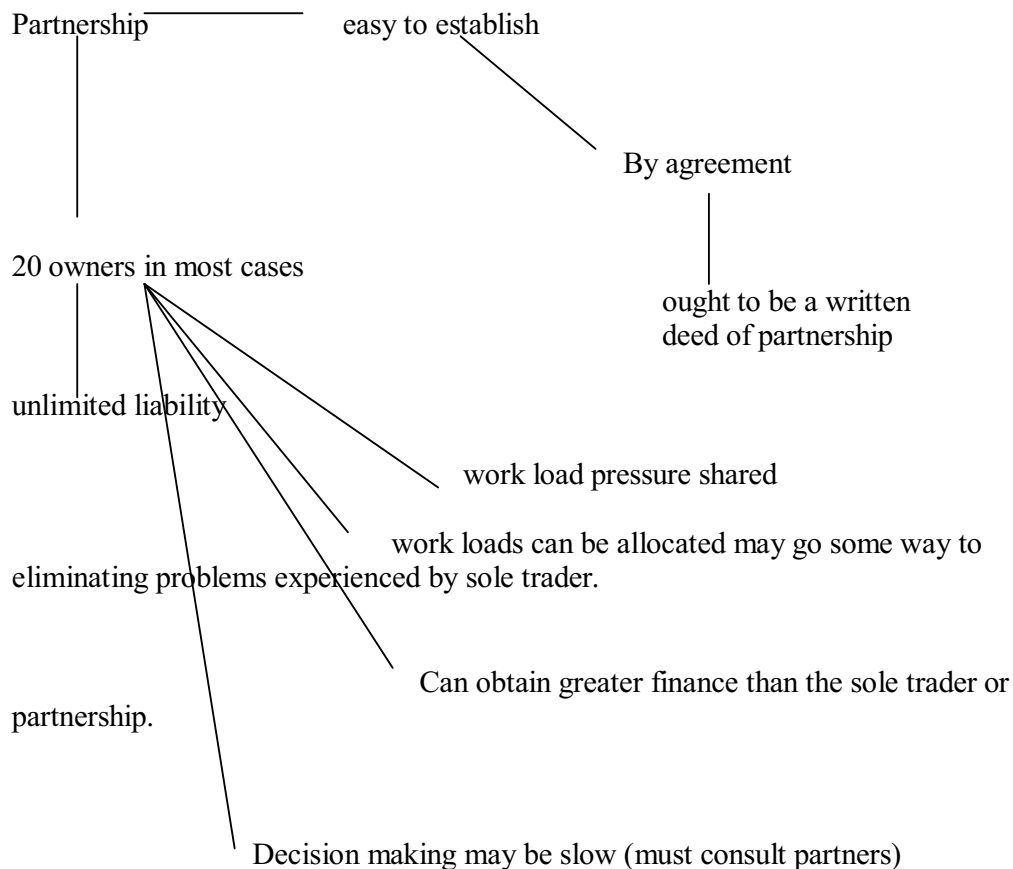 Partnership easy to establish
By agreement
20 owners in most cases
ought to be a written
deed of partnership
unlimited liability
work load pressure shared
work loads can be allocated may go some way to
eliminating problems experienced by sole trader.
Can obtain greater finance than the sole trader or
partnership.
Decision making may be slow (must consult partners)